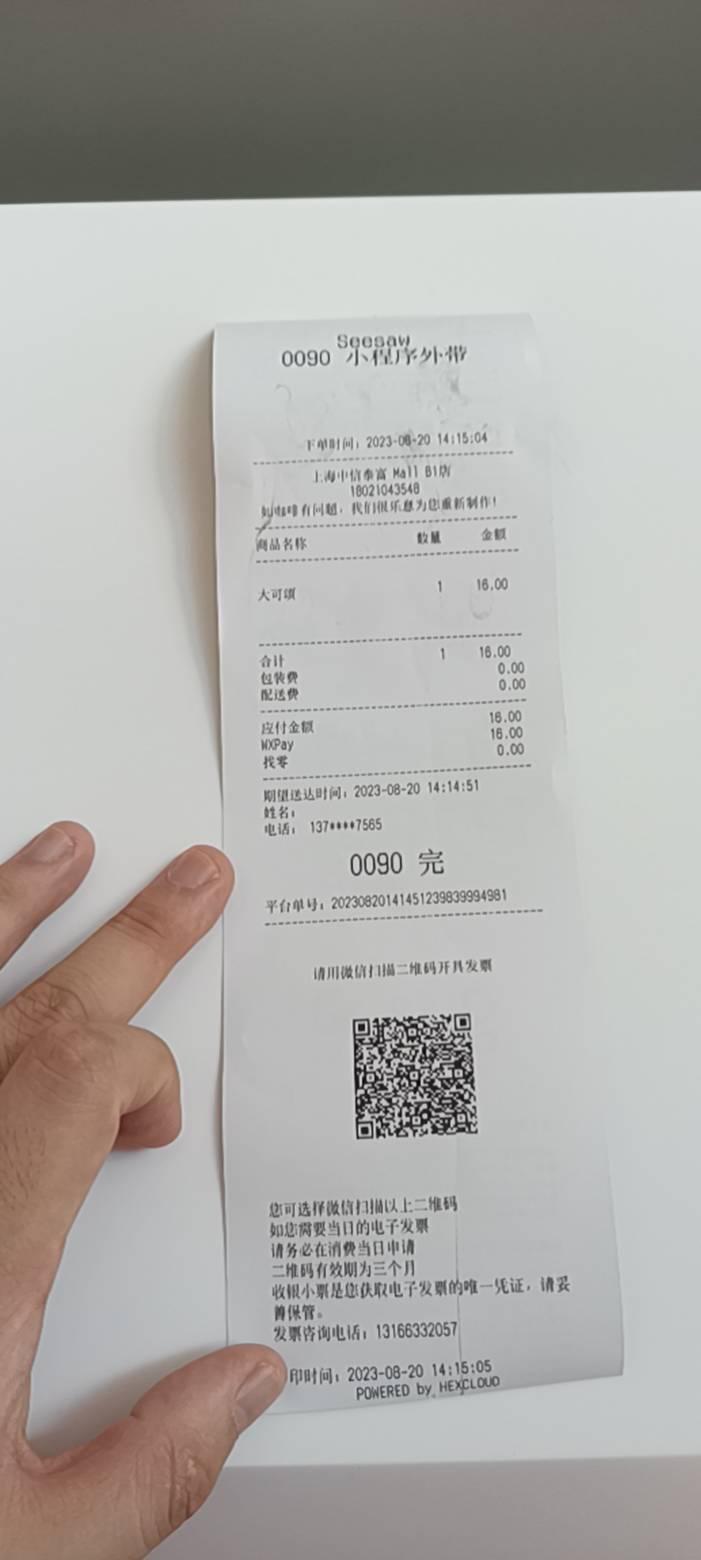 Seesaw
0090 小程序外带
下单时间：2023-08-20 14:15:04
上海中信泰富 Mall B1店
18021043548
如咖啡有问题，我们很乐意为您重新制作！
商品名称 数量 金额
大可颂 1 16.00
合计 1 16.00
包装费 0.00
配送费 0.00
应付金额 16.00
WXPay 16.00
找零 0.00
期望送达时间：2023-08-20 14:14:51
姓名：
电话： 137****7565
0090 完
平台单号：20230820141451239839994981
请用微信扫描二维码开具发票
您可选择微信扫描以上二维码
如您需要当日的电子发票
请务必在消费当日申请
二维码有效期为三个月
收银小票是您获取电子发票的唯一凭证，请妥
善保管。
发票咨询电话：13166332057
印时间：2023-08-20 14:15:05
POWERED by HEXCLOUD